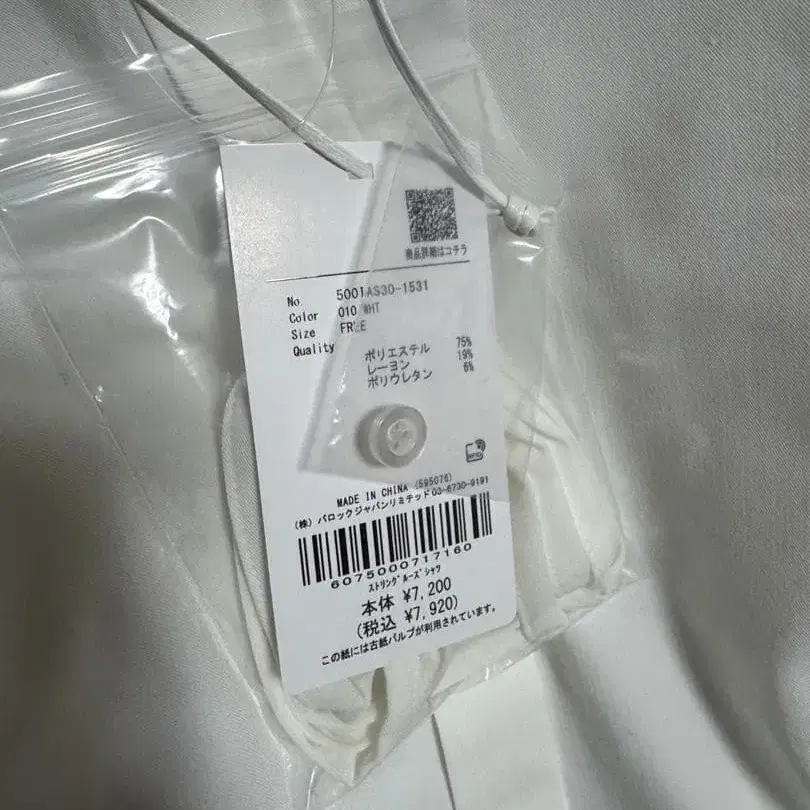 商品詳細はコチラ
No 5001AS30-1531
Color 010 WHT
Size FREE
Quality
ポリエステル 75%
レーヨン 19%
ポリウレタン 6%
MADE IN CHINA (595076)
(株) バロックジャパンリミテッド 03-6730-9191
6075000717160
ストリングルーズシャツ
本体 ¥7,200
(税込 ¥7,920)
この紙には古紙パルプが利用されています。